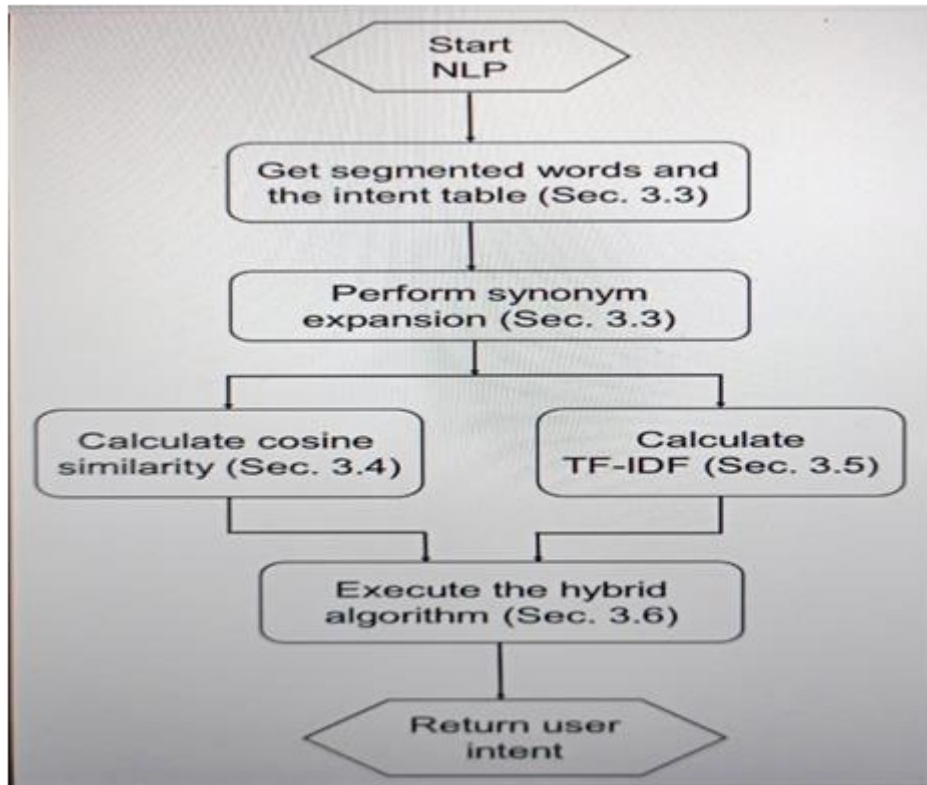 Start
NLP
Get segmented words and
the intent table (Sec. 3.3)
Perform synonym
expansion (Sec. 3.3)
Calculate cosine
similarity (Sec. 3.4)
Calculate
TF-IDF (Sec. 3.5)
Execute the hybrid
algorithm (Sec. 3.6)
Return user
intent